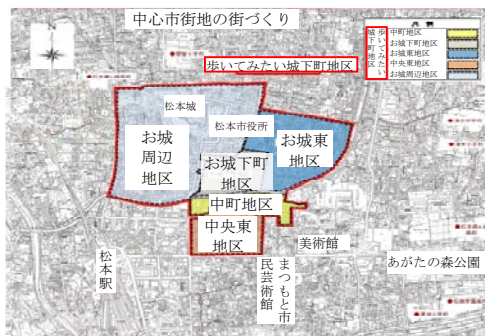 中心市街地の街づくり
凡例
歩いてみたい城下町地区
中町地区
お城下町地区
お城東地区
中央東地区
お城周辺地区
歩いてみたい城下町地区
松本城
松本市役所
お城周辺地区
お城東地区
お城下町地区
中町地区
中央東地区
美術館
松本駅
まつもと市民芸術館
あがたの森公園